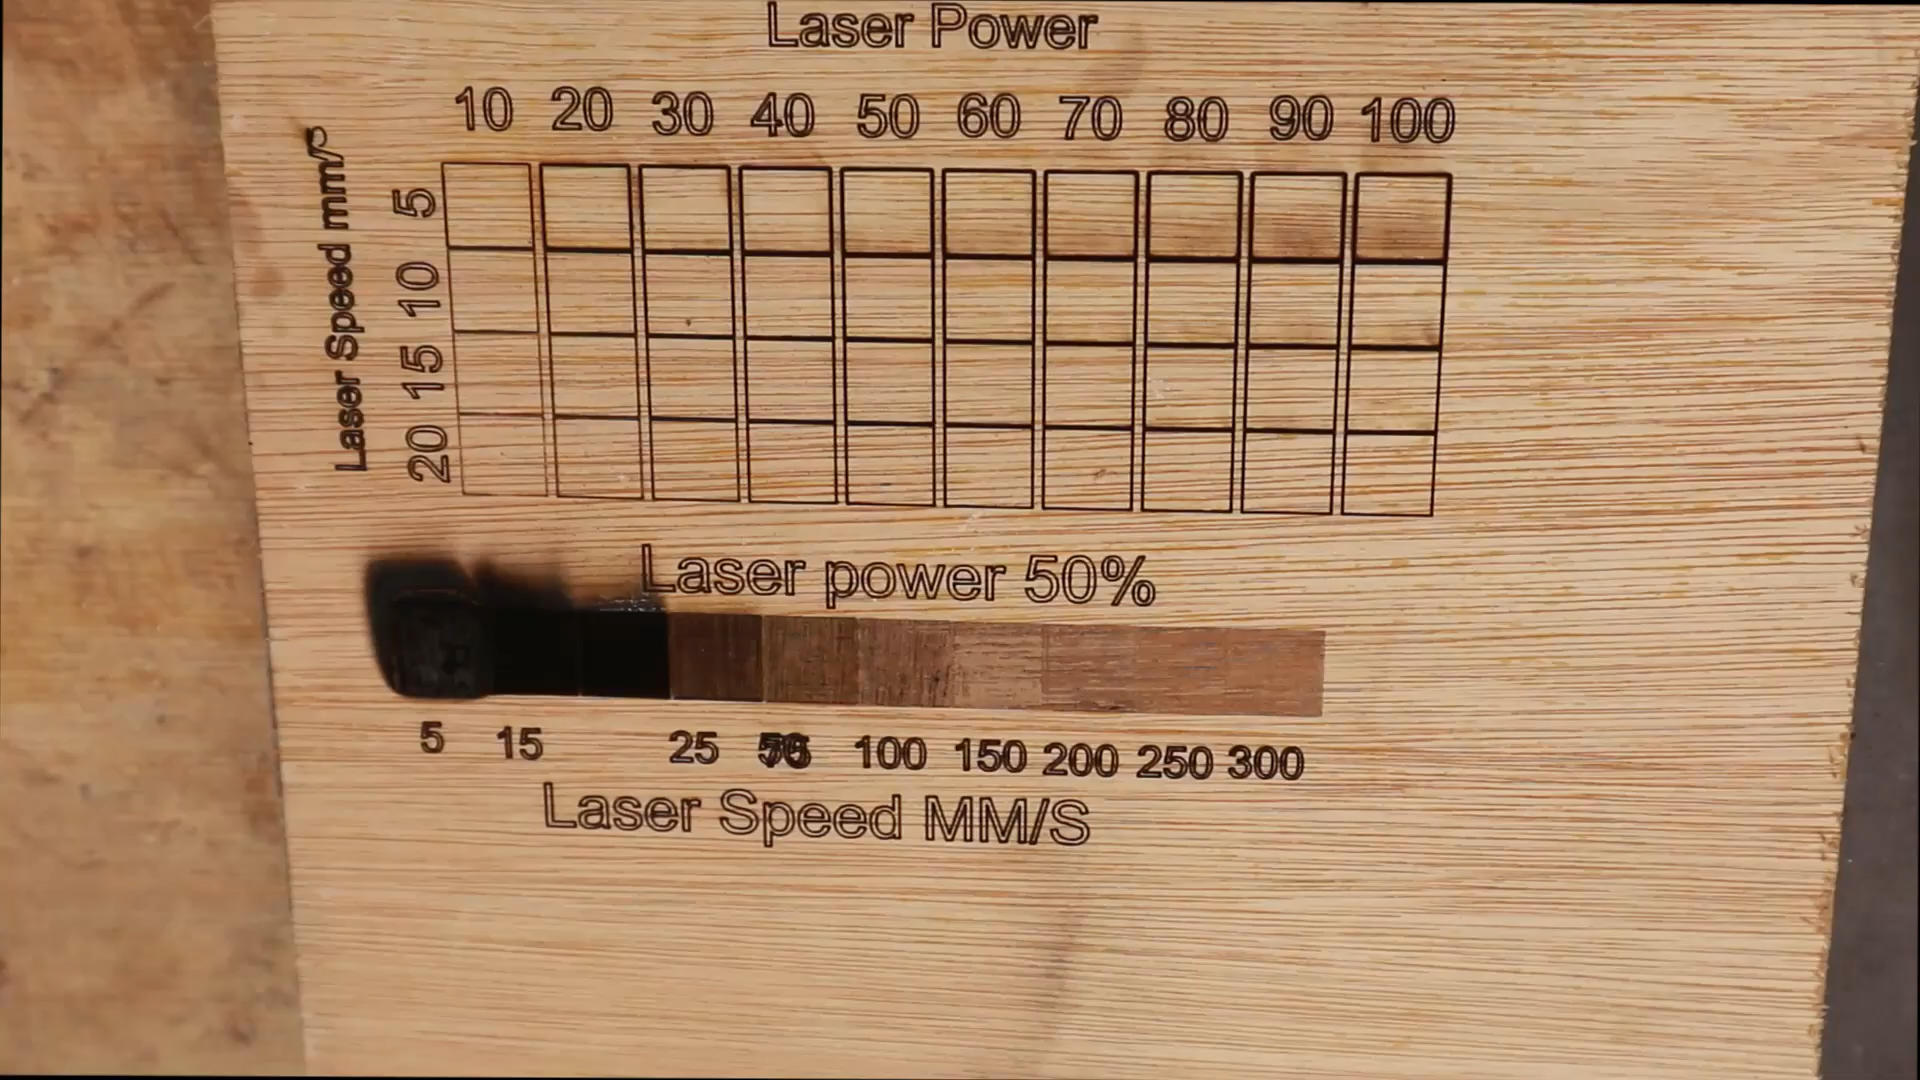 Laser Power
10 20 30 40 50 60 70 80 90 100
Laser Speed mm/s
5
10
15
20
Laser power 50%
5 15 25 100 150 200 250 300
Laser Speed MM/S